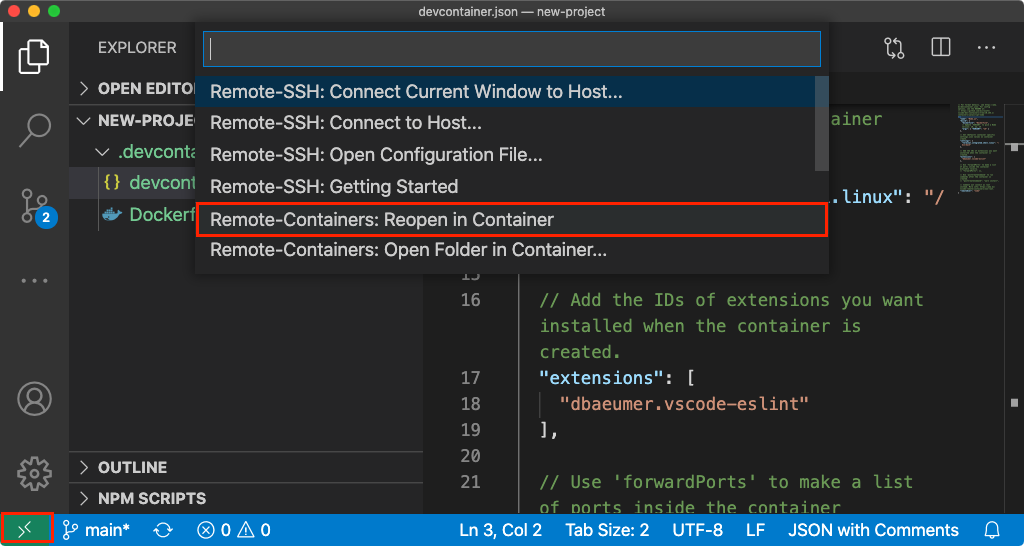 devcontainer.json — new-project
EXPLORER
OPEN EDITO
NEW-PROJE
.devconta
{} devcont
Dockerf
2
Remote-SSH: Connect Current Window to Host...
Remote-SSH: Connect to Host...
Remote-SSH: Open Configuration File...
Remote-SSH: Getting Started
Remote-Containers: Reopen in Container
Remote-Containers: Open Folder in Container...
ainer
.linux": "/
15
16 // Add the IDs of extensions you want
installed when the container is
created.
17 "extensions": [
18 "dbaeumer.vscode-eslint"
19 ],
20
21 // Use 'forwardPorts' to make a list
of ports inside the container
OUTLINE
NPM SCRIPTS
main* 0 0 Ln 3, Col 2 Tab Size: 2 UTF-8 LF JSON with Comments